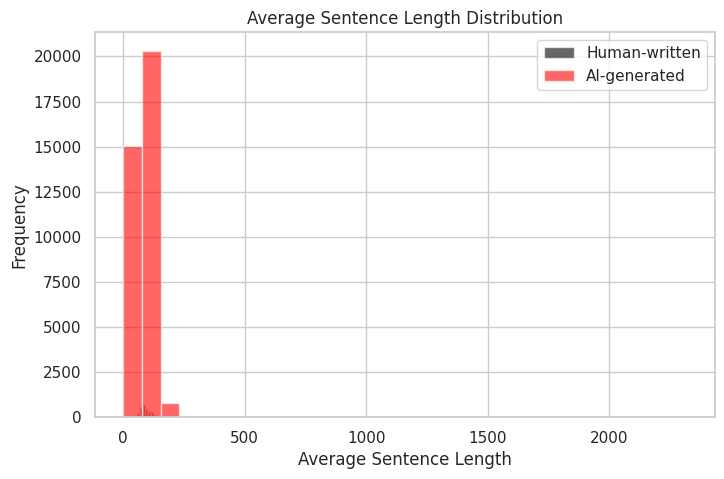 Average Sentence Length Distribution
Human-written
AI-generated
20000
17500
15000
12500
10000
7500
5000
2500
0
Frequency
0 500 1000 1500 2000
Average Sentence Length